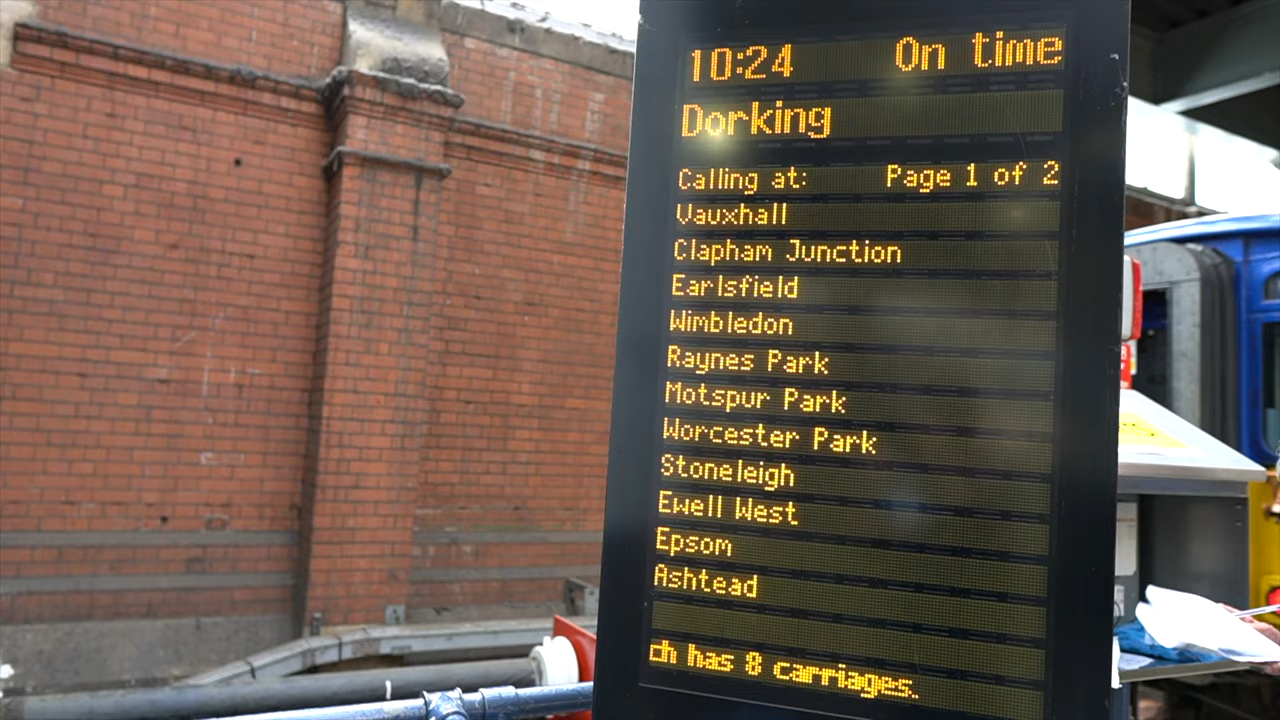 10:24 On time
Dorking
Calling at: Page 1 of 2
Vauxhall
Clapham Junction
Earlsfield
Wimbledon
Raynes Park
Motspur Park
Worcester Park
Stoneleigh
Ewell West
Epsom
Ashtead
ch has 8 carriages.